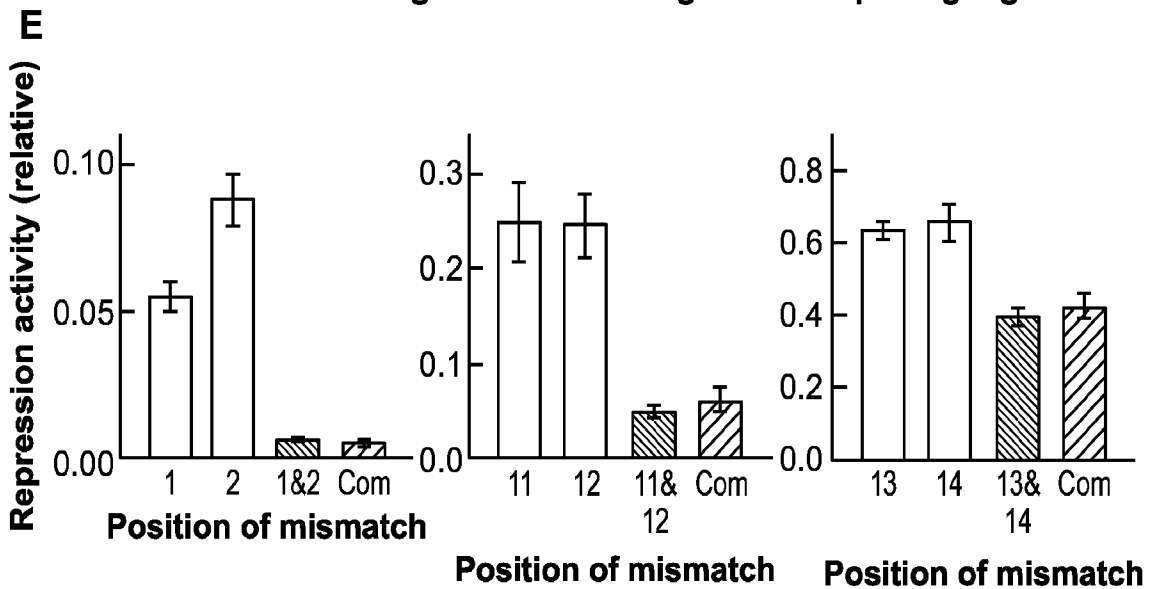 E
Repression activity (relative)
0.10
0.05
0.00
1 2 1&2 Com
Position of mismatch
0.3
0.2
0.1
0.0
11 12 11& Com
12
Position of mismatch
0.8
0.6
0.4
0.2
0.0
13 14 13& Com
14
Position of mismatch